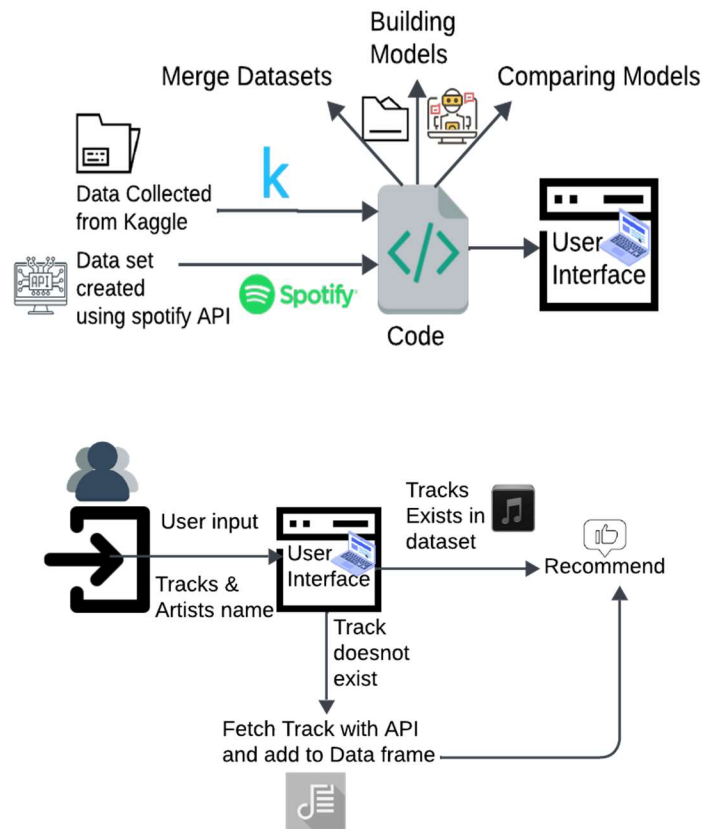 Building
Models
Merge Datasets
Comparing Models
k
Data Collected
from Kaggle
API
Data set
created
using spotify API
Spotify
</>
Code
User
Interface
User input
Tracks &
Artists name
User
Interface
Tracks
Exists in
dataset
Recommend
Track
doesnot
exist
Fetch Track with API
and add to Data frame